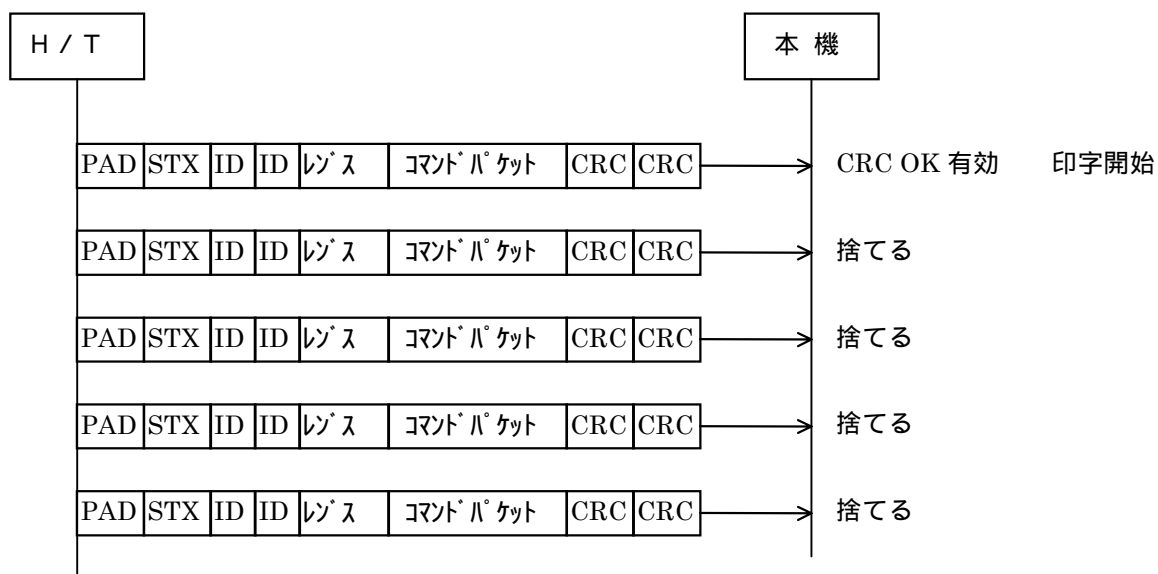 H / T 本 機
PAD STX ID ID ﾚﾝﾞｽ ｺﾏﾝﾄﾞﾊﾟｹｯﾄ CRC CRC CRC OK 有効 印字開始
PAD STX ID ID ﾚﾝﾞｽ ｺﾏﾝﾄﾞﾊﾟｹｯﾄ CRC CRC 捨てる
PAD STX ID ID ﾚﾝﾞｽ ｺﾏﾝﾄﾞﾊﾟｹｯﾄ CRC CRC 捨てる
PAD STX ID ID ﾚﾝﾞｽ ｺﾏﾝﾄﾞﾊﾟｹｯﾄ CRC CRC 捨てる
PAD STX ID ID ﾚﾝﾞｽ ｺﾏﾝﾄﾞﾊﾟｹｯﾄ CRC CRC 捨てる